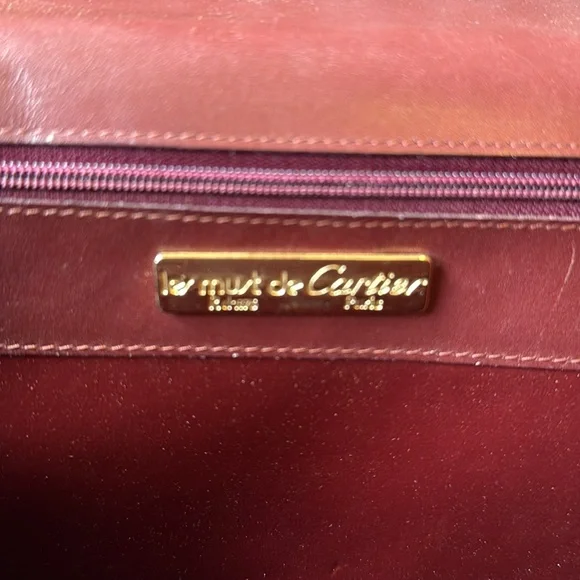 les must de Cartier
Paris